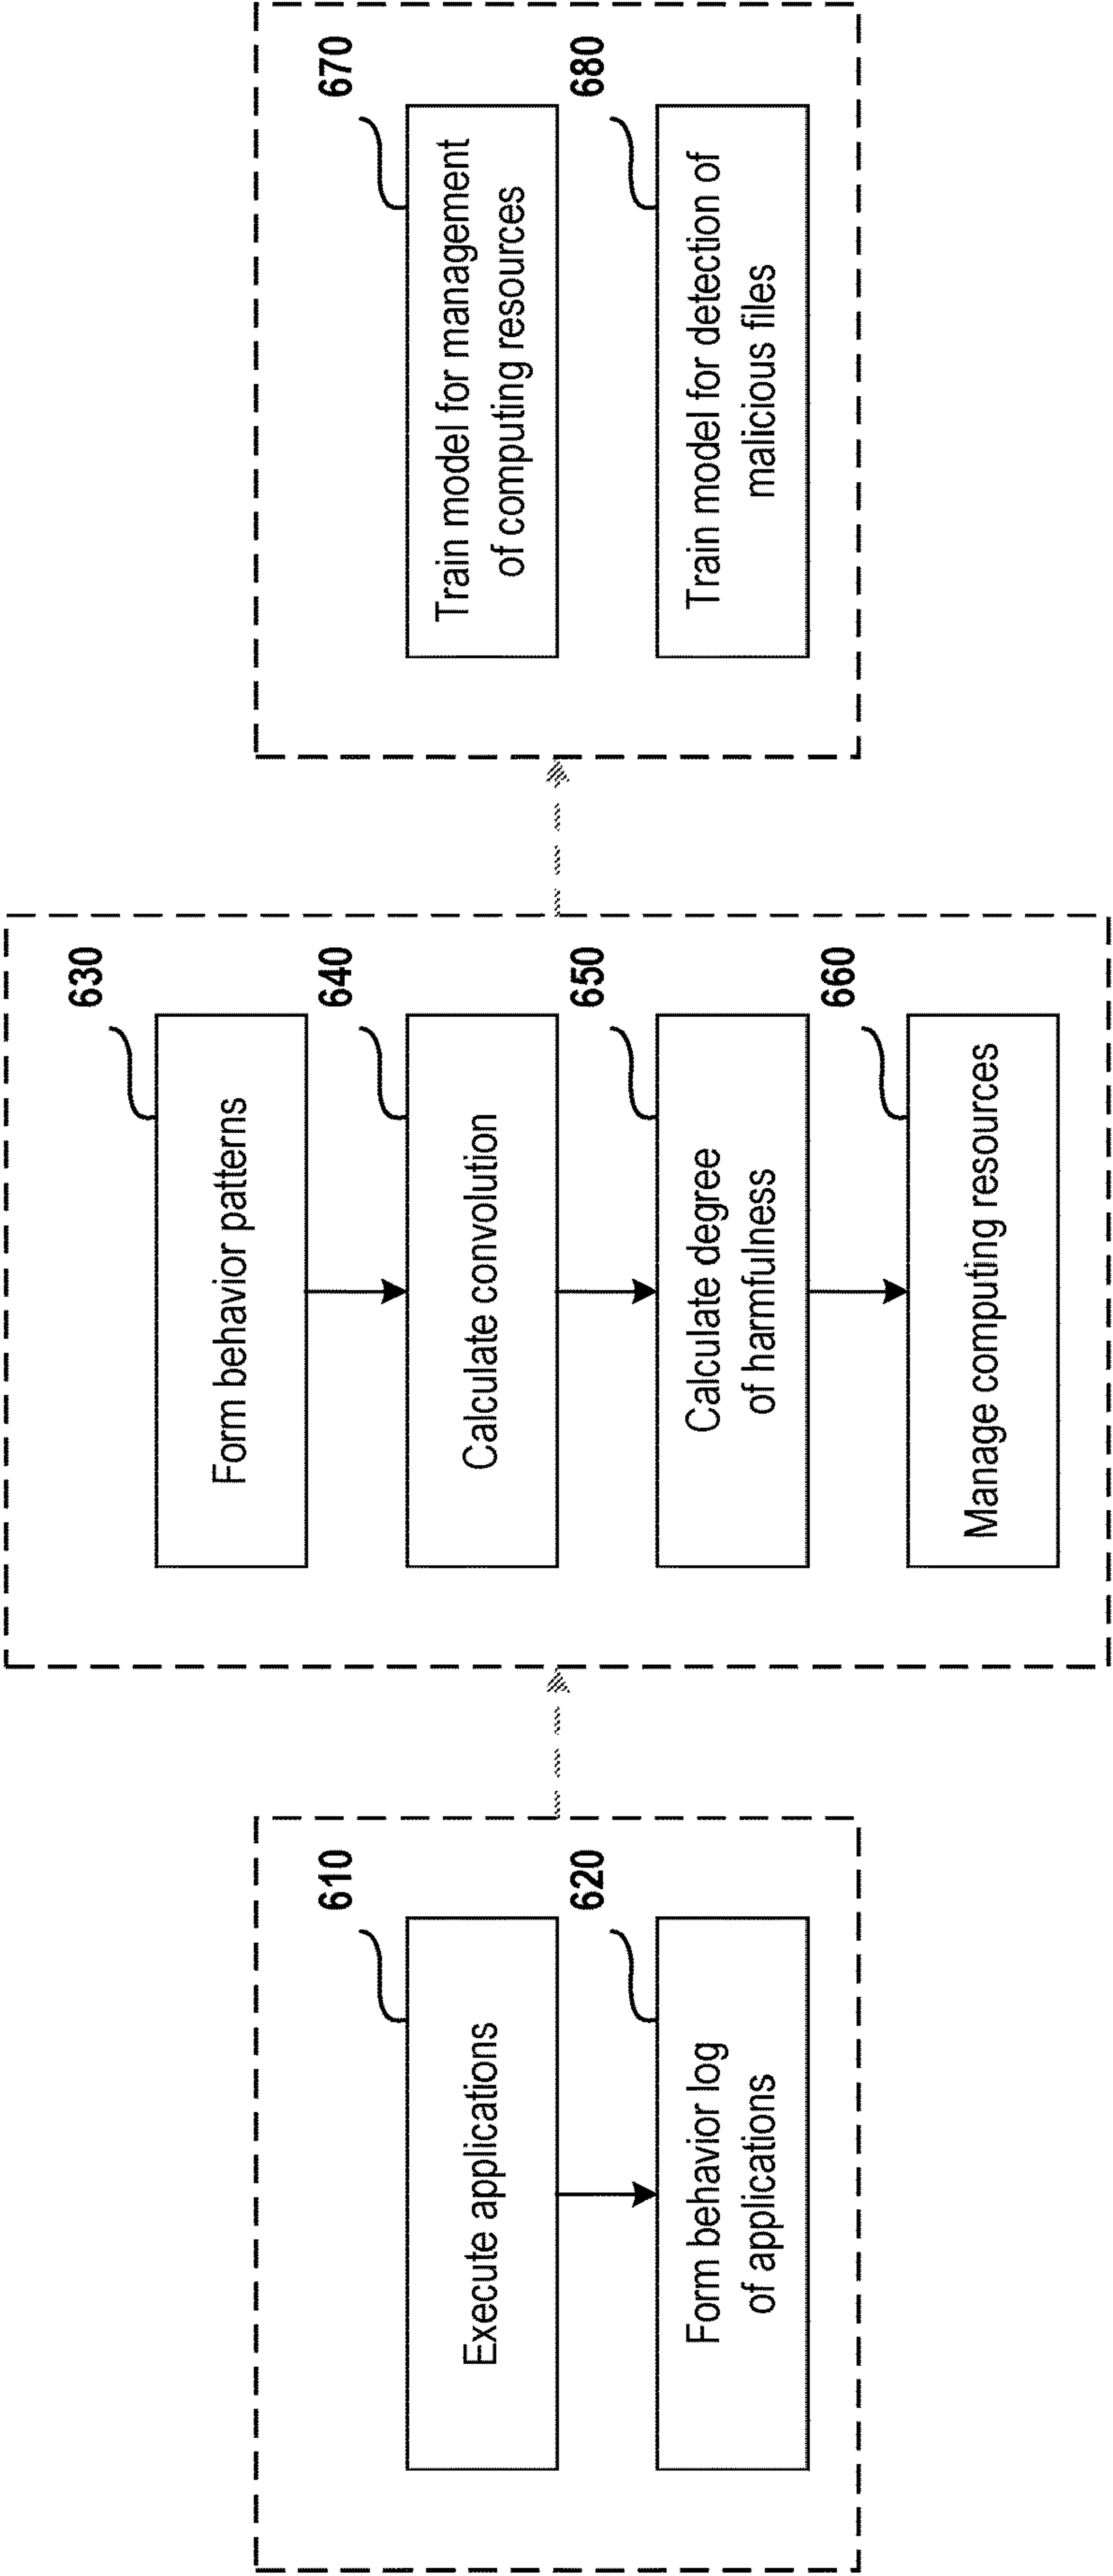 610
Execute applications
620
Form behavior log
of applications
630
Form behavior patterns
640
Calculate convolution
650
Calculate degree
of harmfulness
660
Manage computing resources
670
Train model for management
of computing resources
680
Train model for detection of
malicious files